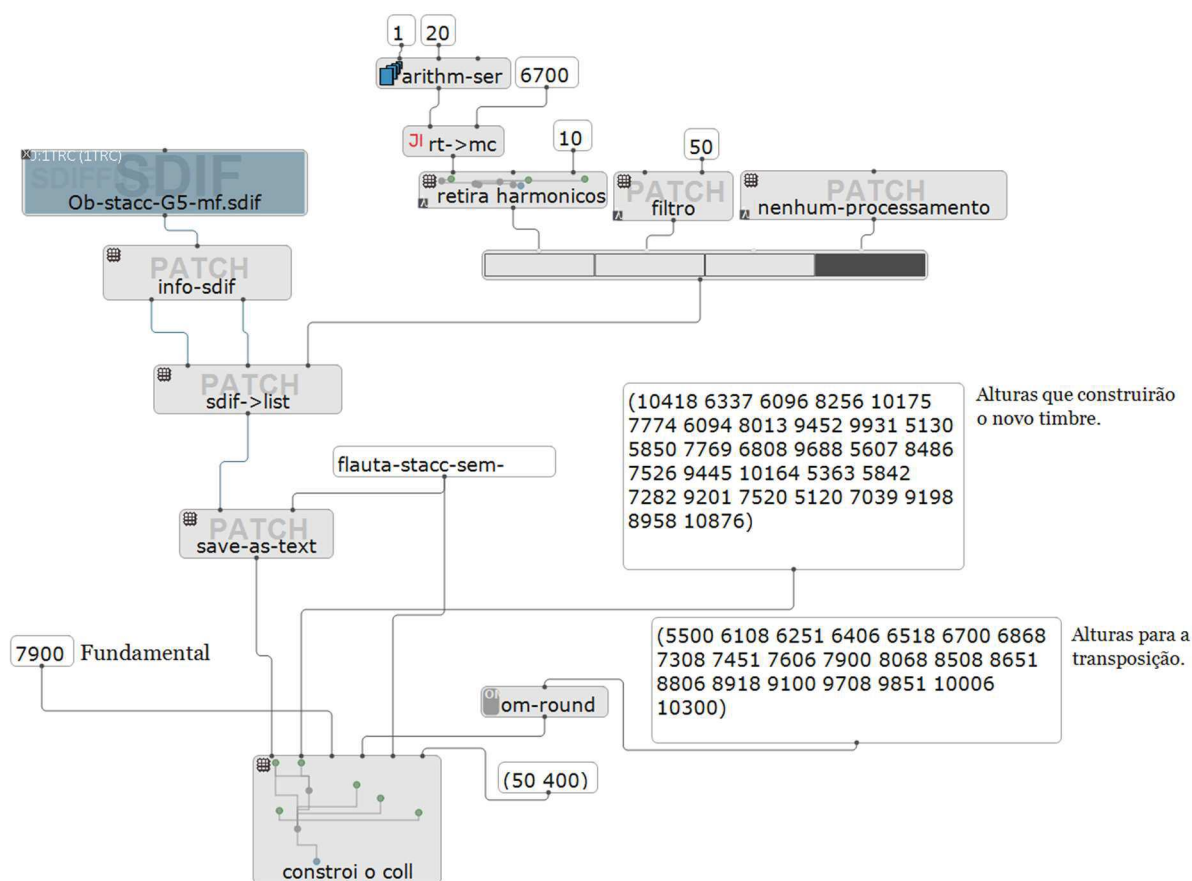 1
20
arithm-ser
6700
JI rt->mc
10
50
J:1TRC (1TRC)
SDIF
Ob-stacc-G5-mf.sdif
retira harmonicos
PATCH
filtro
PATCH
nenhum-processamento
PATCH
info-sdif
PATCH
sdif->list
(10418 6337 6096 8256 10175
7774 6094 8013 9452 9931 5130
5850 7769 6808 9688 5607 8486
7526 9445 10164 5363 5842
7282 9201 7520 5120 7039 9198
8958 10876)
Alturas que construirão
o novo timbre.
flauta-stacc-sem-
PATCH
save-as-text
7900
Fundamental
(5500 6108 6251 6406 6518 6700 6868
7308 7451 7606 7900 8068 8508 8651
8806 8918 9100 9708 9851 10006
10300)
Alturas para a
transposição.
om-round
(50 400)
constroi o coll